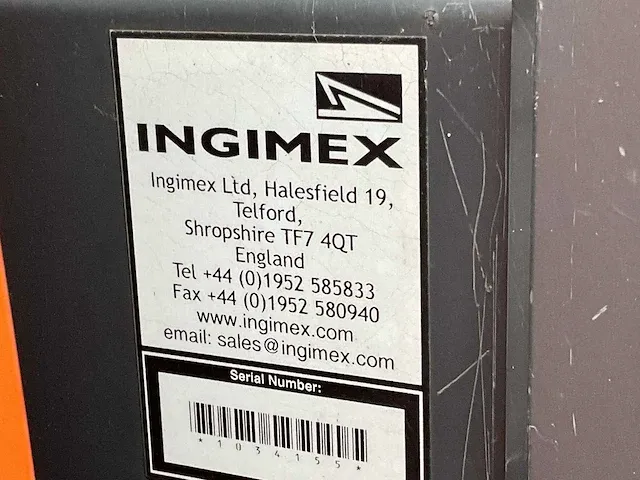 INGIMEX
Ingimex Ltd, Halesfield 19,
Telford,
Shropshire TF7 4QT
England
Tel +44 (0)1952 585833
Fax +44 (0)1952 580940
www.ingimex.com
email: sales@ingimex.com
Serial Number:
*1034155*